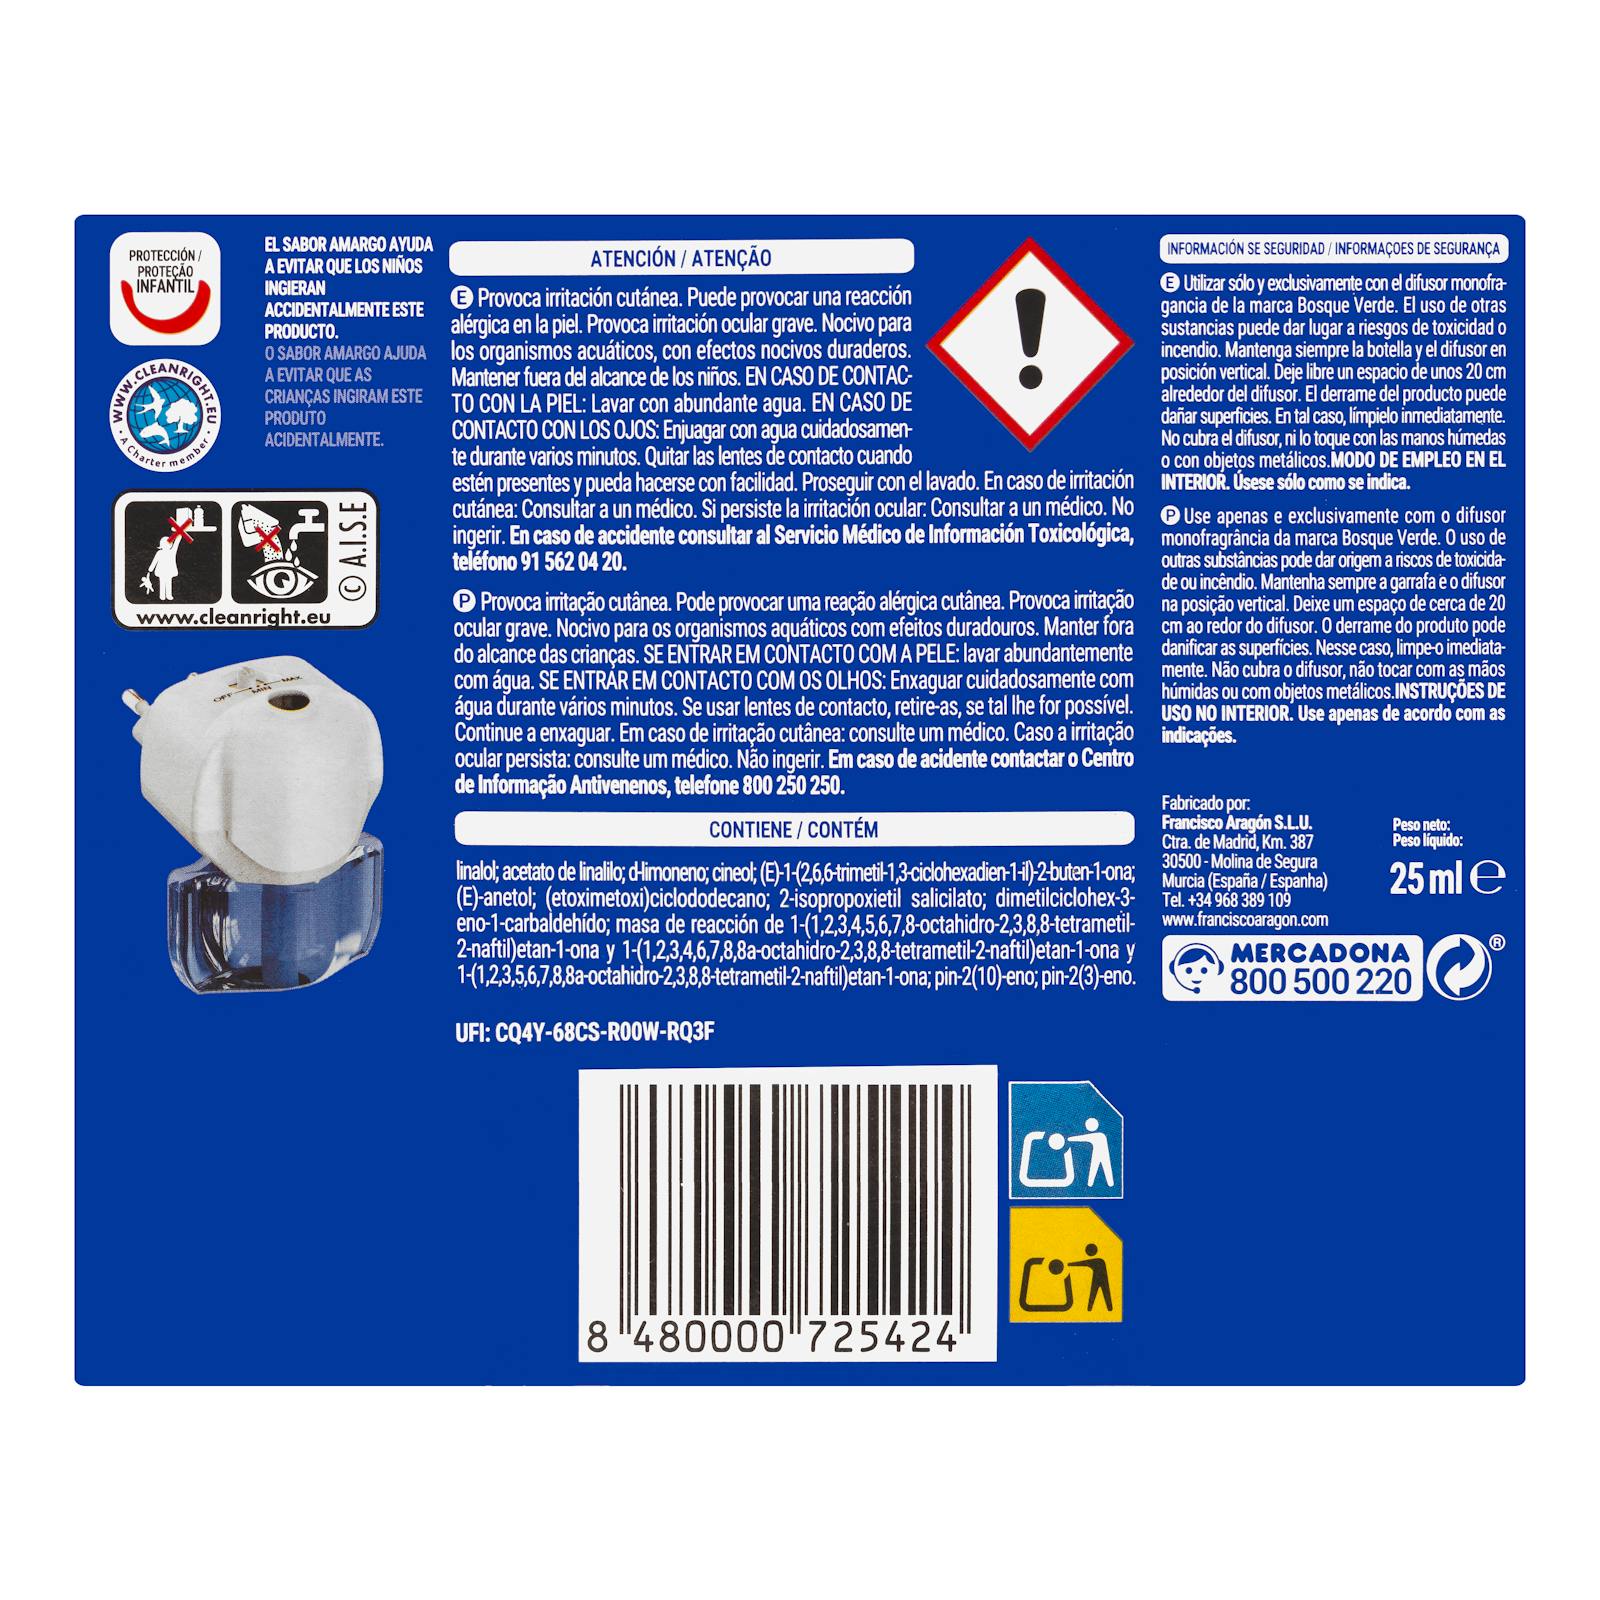 PROTECCIÓN /
PROTEÇÃO
INFANTIL
EL SABOR AMARGO AYUDA
A EVITAR QUE LOS NIÑOS
INGIERAN
ACCIDENTALMENTE ESTE
PRODUCTO.
O SABOR AMARGO AJUDA
A EVITAR QUE AS
CRIANÇAS INGIRAM ESTE
PRODUTO
ACIDENTALMENTE.
WWW.CLEANRIGHT.EU
• A Charter member •
© A.I.S.E
www.cleanright.eu
OFF MIN MAX
ATENCIÓN / ATENÇÃO
E Provoca irritación cutánea. Puede provocar una reacción
alérgica en la piel. Provoca irritación ocular grave. Nocivo para
los organismos acuáticos, con efectos nocivos duraderos.
Mantener fuera del alcance de los niños. EN CASO DE CONTAC-
TO CON LA PIEL: Lavar con abundante agua. EN CASO DE
CONTACTO CON LOS OJOS: Enjuagar con agua cuidadosamen-
te durante varios minutos. Quitar las lentes de contacto cuando
estén presentes y pueda hacerse con facilidad. Proseguir con el lavado. En caso de irritación
cutánea: Consultar a un médico. Si persiste la irritación ocular: Consultar a un médico. No
ingerir. En caso de accidente consultar al Servicio Médico de Información Toxicológica,
teléfono 91 562 04 20.
P Provoca irritação cutânea. Pode provocar uma reação alérgica cutânea. Provoca irritação
ocular grave. Nocivo para os organismos aquáticos com efeitos duradouros. Manter fora
do alcance das crianças. SE ENTRAR EM CONTACTO COM A PELE: lavar abundantemente
com água. SE ENTRAR EM CONTACTO COM OS OLHOS: Enxaguar cuidadosamente com
água durante vários minutos. Se usar lentes de contacto, retire-as, se tal lhe for possível.
Continue a enxaguar. Em caso de irritação cutânea: consulte um médico. Caso a irritação
ocular persista: consulte um médico. Não ingerir. Em caso de acidente contactar o Centro
de Informação Antivenenos, telefone 800 250 250.
CONTIENE / CONTÉM
linalol; acetato de linalilo; d-limoneno; cineol; (E)-1-(2,6,6-trimetil-1,3-ciclohexadien-1-il)-2-buten-1-ona;
(E)-anetol; (etoximetoxi)ciclododecano; 2-isopropoxietil salicilato; dimetilciclohex-3-
eno-1-carbaldehído; masa de reacción de 1-(1,2,3,4,5,6,7,8-octahidro-2,3,8,8-tetrametil-
2-naftil)etan-1-ona y 1-(1,2,3,4,6,7,8,8a-octahidro-2,3,8,8-tetrametil-2-naftil)etan-1-ona y
1-(1,2,3,5,6,7,8,8a-octahidro-2,3,8,8-tetrametil-2-naftil)etan-1-ona; pin-2(10)-eno; pin-2(3)-eno.
UFI: CQ4Y-68CS-R00W-RQ3F
8 480000 725424
INFORMACIÓN SE SEGURIDAD / INFORMAÇOES DE SEGURANÇA
E Utilizar sólo y exclusivamente con el difusor monofra-
gancia de la marca Bosque Verde. El uso de otras
sustancias puede dar lugar a riesgos de toxicidad o
incendio. Mantenga siempre la botella y el difusor en
posición vertical. Deje libre un espacio de unos 20 cm
alrededor del difusor. El derrame del producto puede
dañar superficies. En tal caso, límpielo inmediatamente.
No cubra el difusor, ni lo toque con las manos húmedas
o con objetos metálicos.MODO DE EMPLEO EN EL
INTERIOR. Úsese sólo como se indica.
P Use apenas e exclusivamente com o difusor
monofragrância da marca Bosque Verde. O uso de
outras substâncias pode dar origem a riscos de toxicida-
de ou incêndio. Mantenha sempre a garrafa e o difusor
na posição vertical. Deixe um espaço de cerca de 20
cm ao redor do difusor. O derrame do produto pode
danificar as superfícies. Nesse caso, limpe-o imediata-
mente. Não cubra o difusor, não tocar com as mãos
húmidas ou com objetos metálicos.INSTRUÇÕES DE
USO NO INTERIOR. Use apenas de acordo com as
indicações.
Fabricado por:
Francisco Aragón S.L.U.
Ctra. de Madrid, Km. 387
30500 - Molina de Segura
Murcia (España / Espanha)
Tel. +34 968 389 109
www.franciscoaragon.com
Peso neto:
Peso líquido:
25 ml ℮
MERCADONA
800 500 220
®